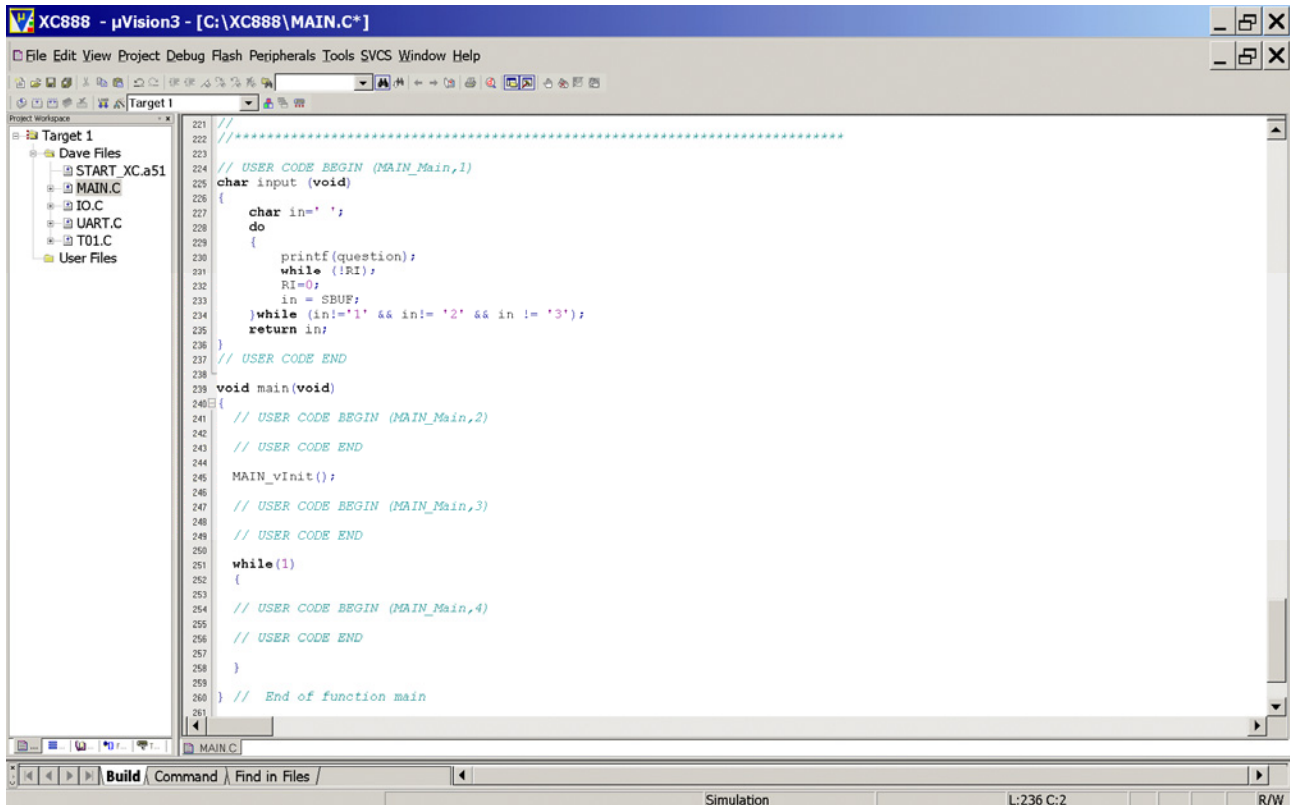 XC888 - µVision3 - [C:\XC888\MAIN.C*]
File Edit View Project Debug Flash Peripherals Tools SVCS Window Help
Target 1
Project Workspace
Target 1
Dave Files
START_XC.a51
MAIN.C
IO.C
UART.C
T01.C
User Files
221 //
222 //****************************************************************************
223
224 // USER CODE BEGIN (MAIN_Main,1)
225 char input (void)
226 {
227 char in=' ';
228 do
229 {
230 printf(question);
231 while (!RI);
232 RI=0;
233 in = SBUF;
234 }while (in!='1' && in!= '2' && in != '3');
235 return in;
236 }
237 // USER CODE END
238
239 void main(void)
240 {
241 // USER CODE BEGIN (MAIN_Main,2)
242
243 // USER CODE END
244
245 MAIN_vInit();
246
247 // USER CODE BEGIN (MAIN_Main,3)
248
249 // USER CODE END
250
251 while(1)
252 {
253
254 // USER CODE BEGIN (MAIN_Main,4)
255
256 // USER CODE END
257
258 }
259
260 } // End of function main
261
MAIN.C
Build Command Find in Files
Simulation L:236 C:2 R/W